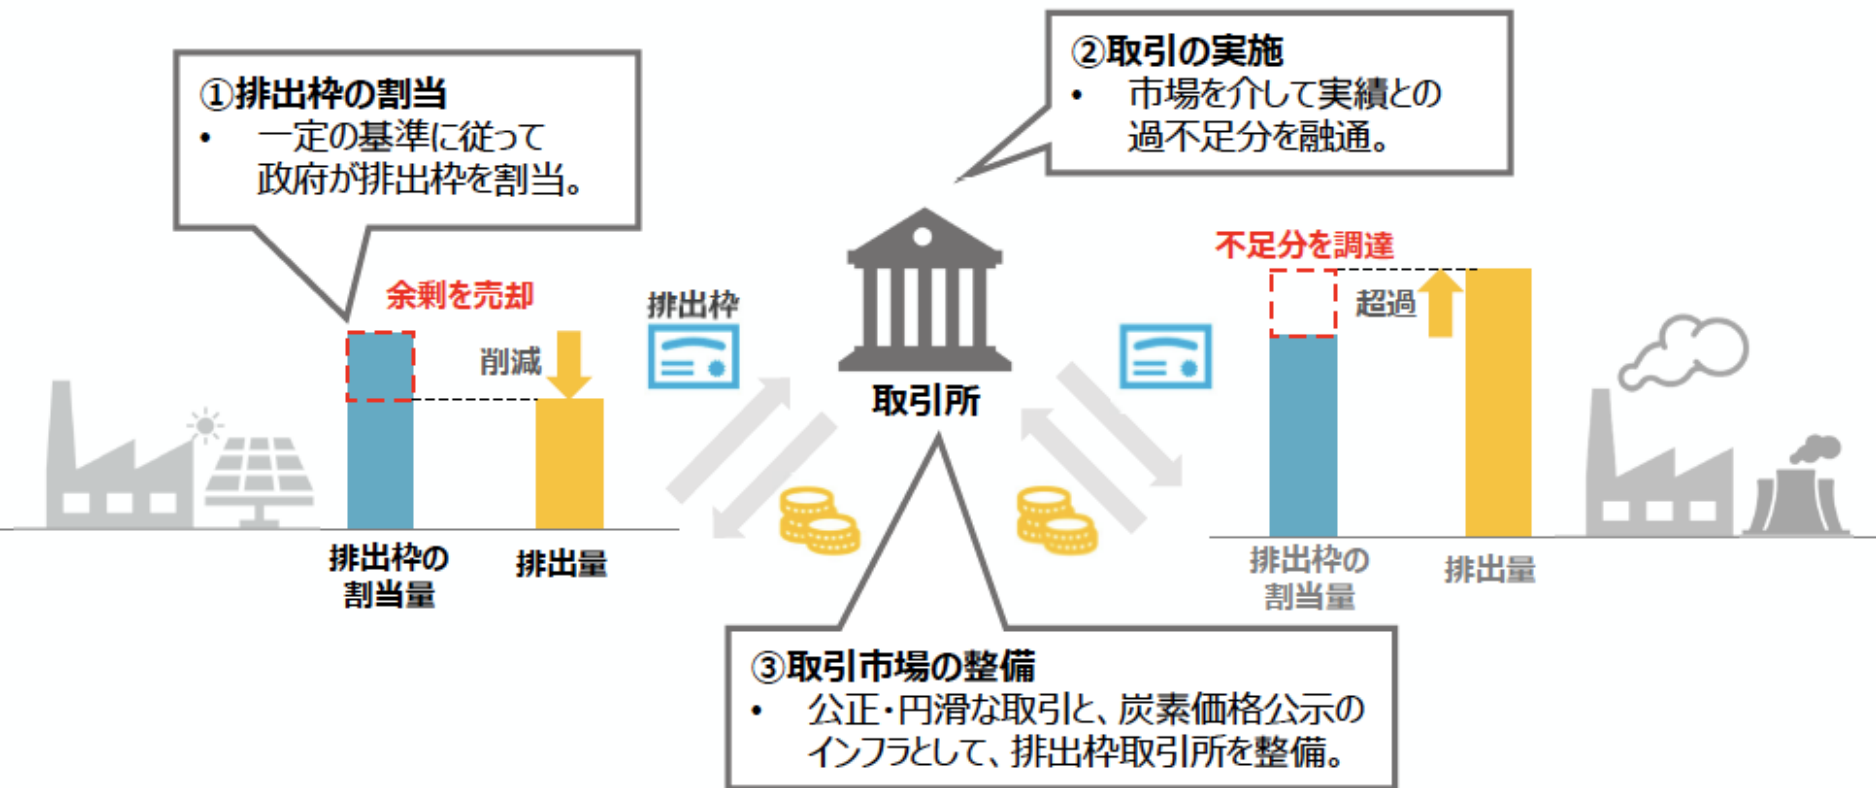 ①排出枠の割当
• 一定の基準に従って
政府が排出枠を割当。
②取引の実施
• 市場を介して実績との
過不足分を融通。
余剰を売却
削減
排出枠
取引所
不足分を調達
超過
排出枠の
割当量
排出量
排出枠の
割当量
排出量
③取引市場の整備
• 公正・円滑な取引と、炭素価格公示の
インフラとして、排出枠取引所を整備。